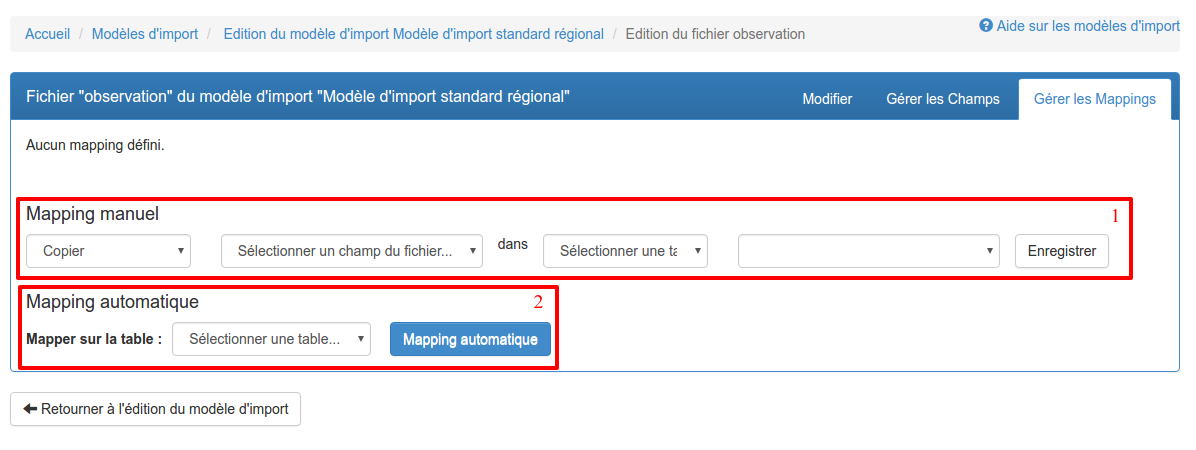 Aide sur les modèles d'import
Accueil / Modèles d'import / Edition du modèle d'import Modèle d'import standard régional / Edition du fichier observation
Fichier "observation" du modèle d'import "Modèle d'import standard régional" Modifier Gérer les Champs Gérer les Mappings
Aucun mapping défini.
Mapping manuel 1
Copier Sélectionner un champ du fichier... dans Sélectionner une ta Enregistrer
Mapping automatique 2
Mapper sur la table : Sélectionner une table... Mapping automatique
Retourner à l'édition du modèle d'import